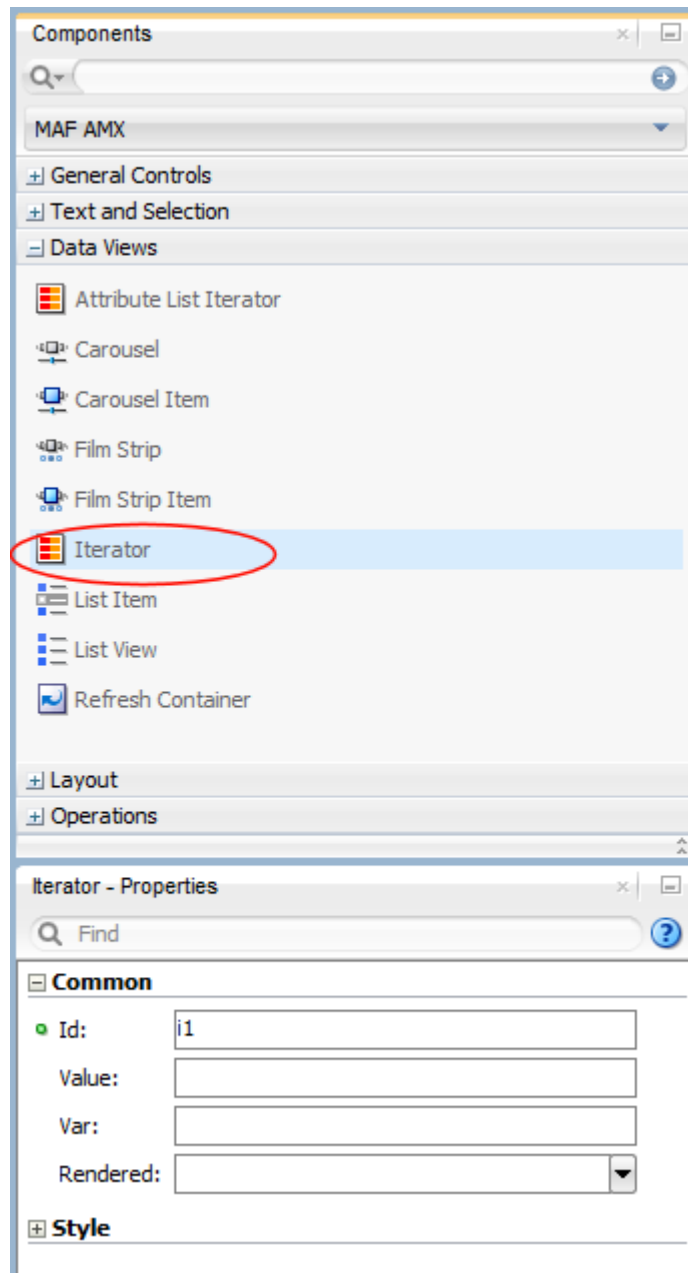 Components
MAF AMX
General Controls
Text and Selection
Data Views
Attribute List Iterator
Carousel
Carousel Item
Film Strip
Film Strip Item
Iterator
List Item
List View
Refresh Container
Layout
Operations
Iterator - Properties
Find
Common
Id: i1
Value:
Var:
Rendered:
Style